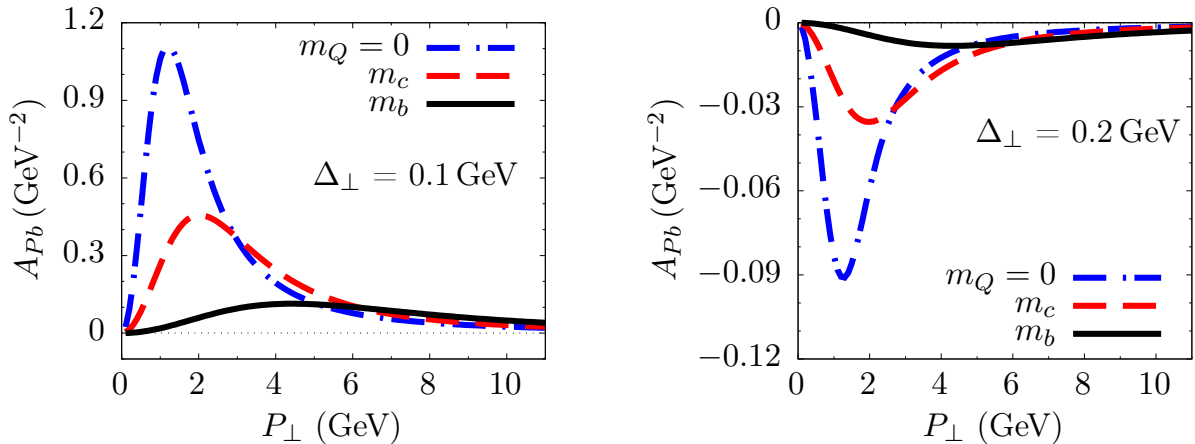 1.2
0.9
0.6
0.3
0
A_{Pb} (GeV^{−2})
m_Q = 0
m_c
m_b
Δ_⊥ = 0.1 GeV
0 2 4 6 8 10
P_⊥ (GeV)
0
−0.03
−0.06
−0.09
−0.12
A_{Pb} (GeV^{−2})
Δ_⊥ = 0.2 GeV
m_Q = 0
m_c
m_b
0 2 4 6 8 10
P_⊥ (GeV)